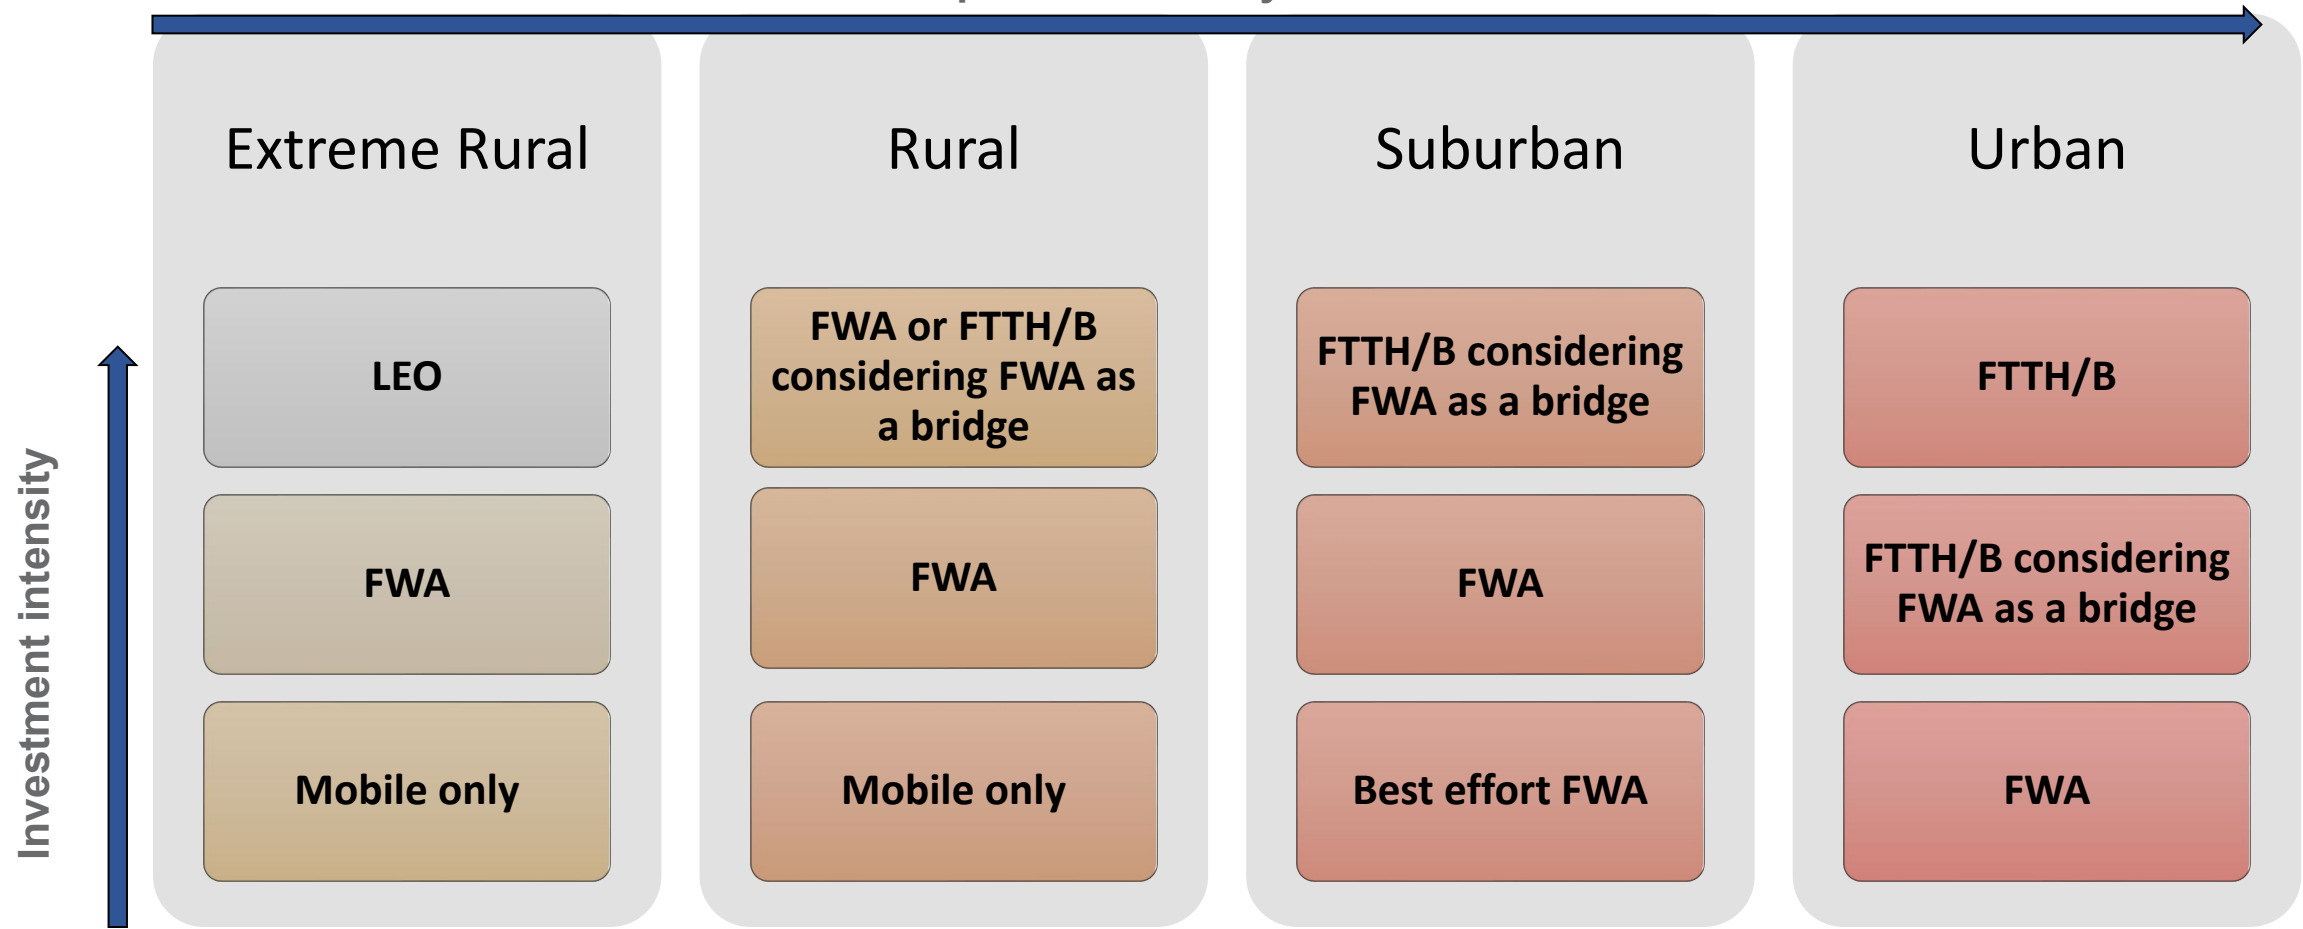 Extreme Rural
Rural
Suburban
Urban
LEO
FWA or FTTH/B
considering FWA as
a bridge
FTTH/B considering
FWA as a bridge
FTTH/B
FWA
FWA
FWA
FTTH/B considering
FWA as a bridge
Mobile only
Mobile only
Best effort FWA
FWA
Investment intensity